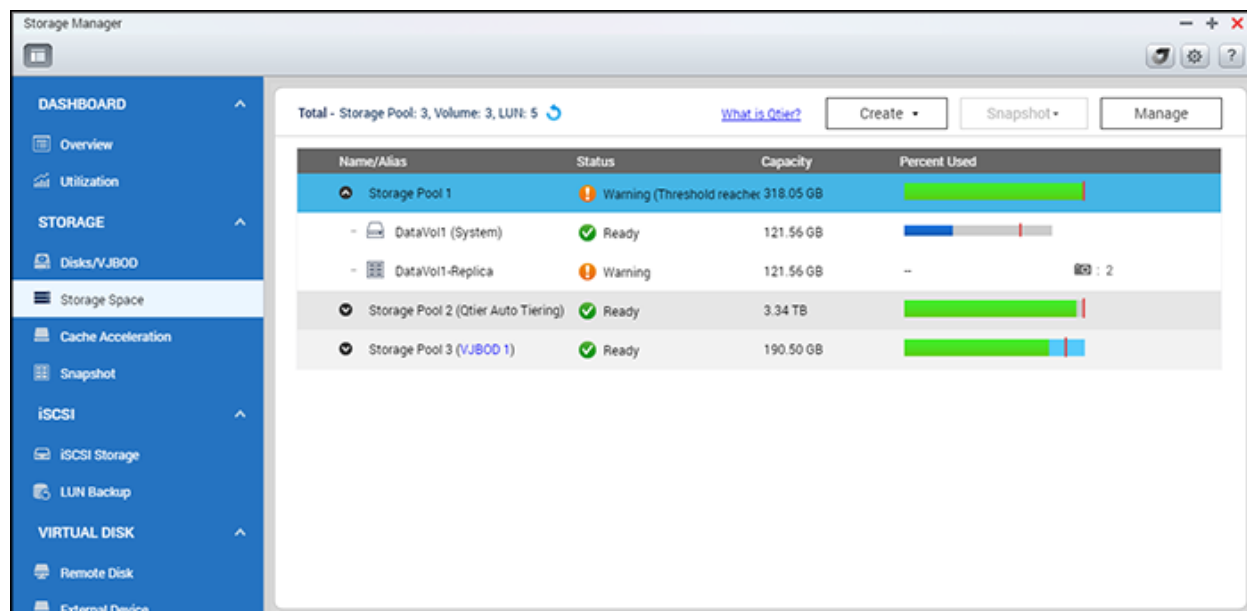 Storage Manager
DASHBOARD
Overview
Utilization
STORAGE
Disks/VJBOD
Storage Space
Cache Acceleration
Snapshot
iSCSI
iSCSI Storage
LUN Backup
VIRTUAL DISK
Remote Disk
External Device
Total - Storage Pool: 3, Volume: 3, LUN: 5 What is Qtier? Create Snapshot Manage
Name/Alias Status Capacity Percent Used
Storage Pool 1 Warning (Threshold reached 318.05 GB
- DataVol1 (System) Ready 121.56 GB
- DataVol1-Replica Warning 121.56 GB -- : 2
Storage Pool 2 (Qtier Auto Tiering) Ready 3.34 TB
Storage Pool 3 (VJBOD 1) Ready 190.50 GB